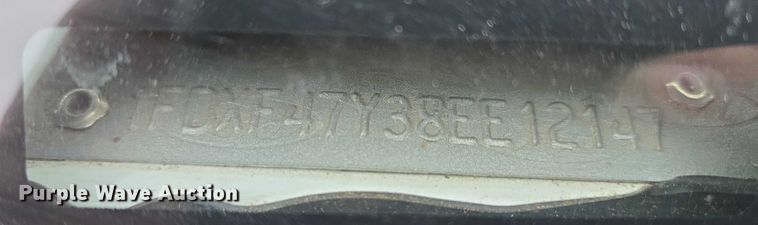 1FDXF47Y38EE12147
Purple Wave Auction